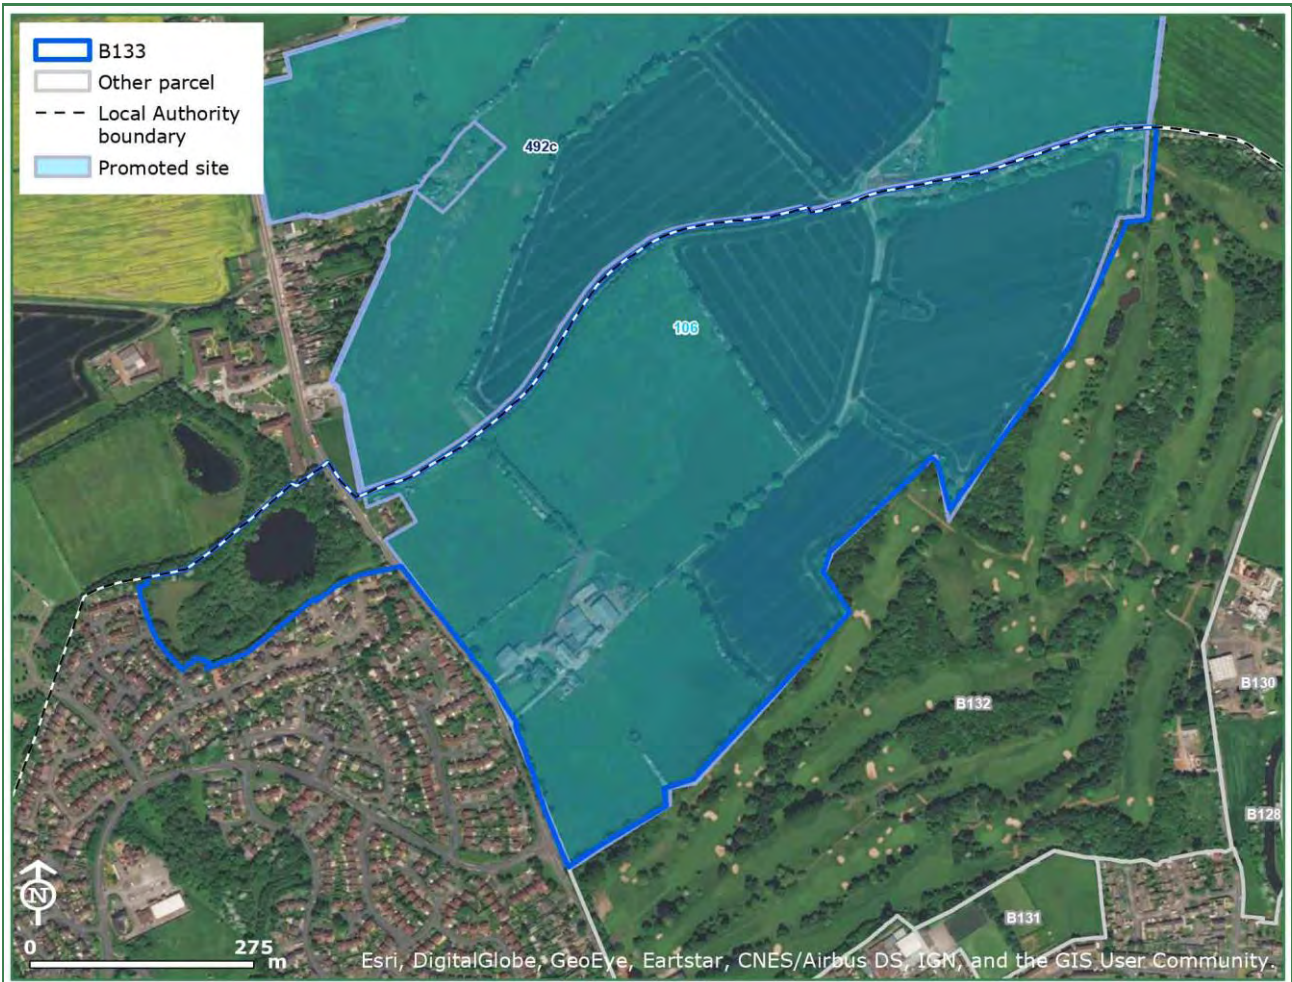 B133
Other parcel
Local Authority
boundary
Promoted site
492c
106
B132
B130
B128
B131
N
0 275
m
Esri, DigitalGlobe, GeoEye, Eartstar, CNES/Airbus DS, IGN, and the GIS User Community.